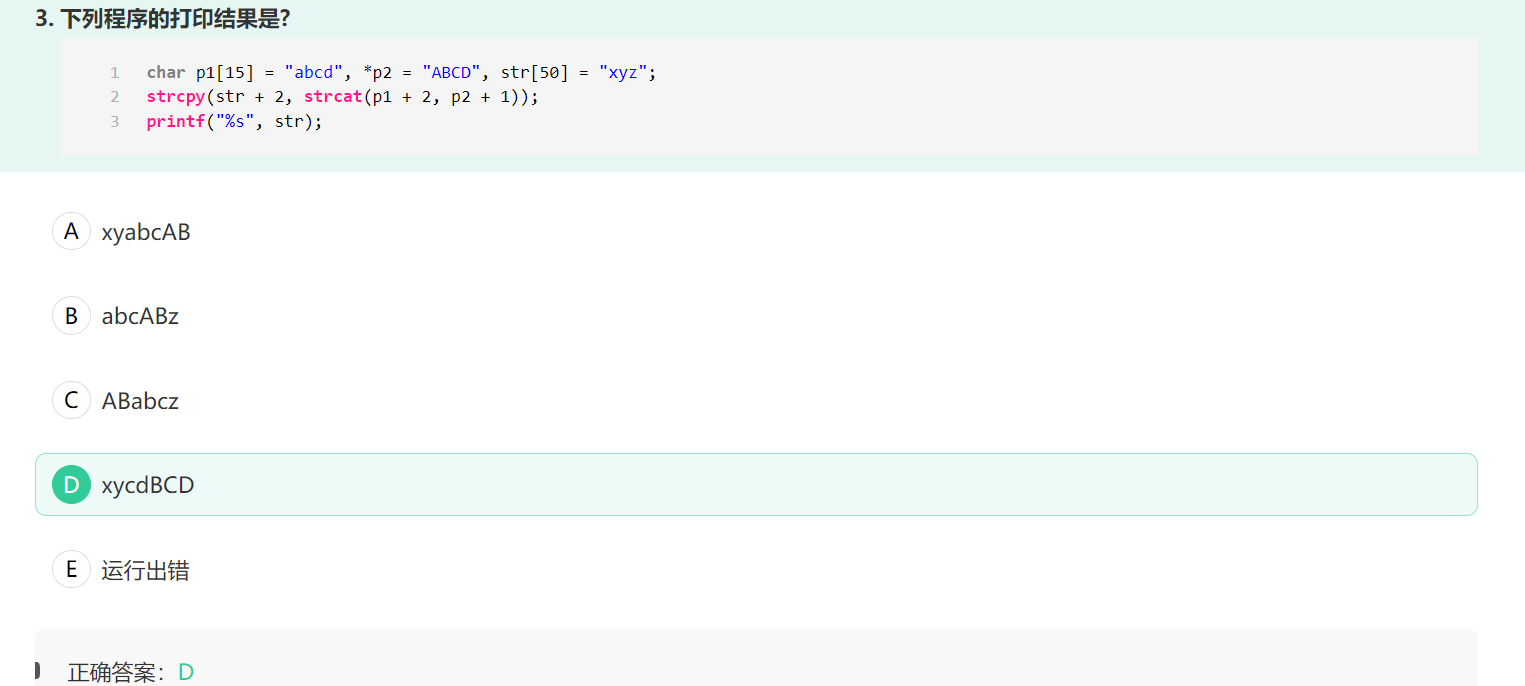 3. 下列程序的打印结果是?
1 char p1[15] = "abcd", *p2 = "ABCD", str[50] = "xyz";
2 strcpy(str + 2, strcat(p1 + 2, p2 + 1));
3 printf("%s", str);
A xyabcAB
B abcABz
C ABabcz
D xycdBCD
E 运行出错
正确答案：D